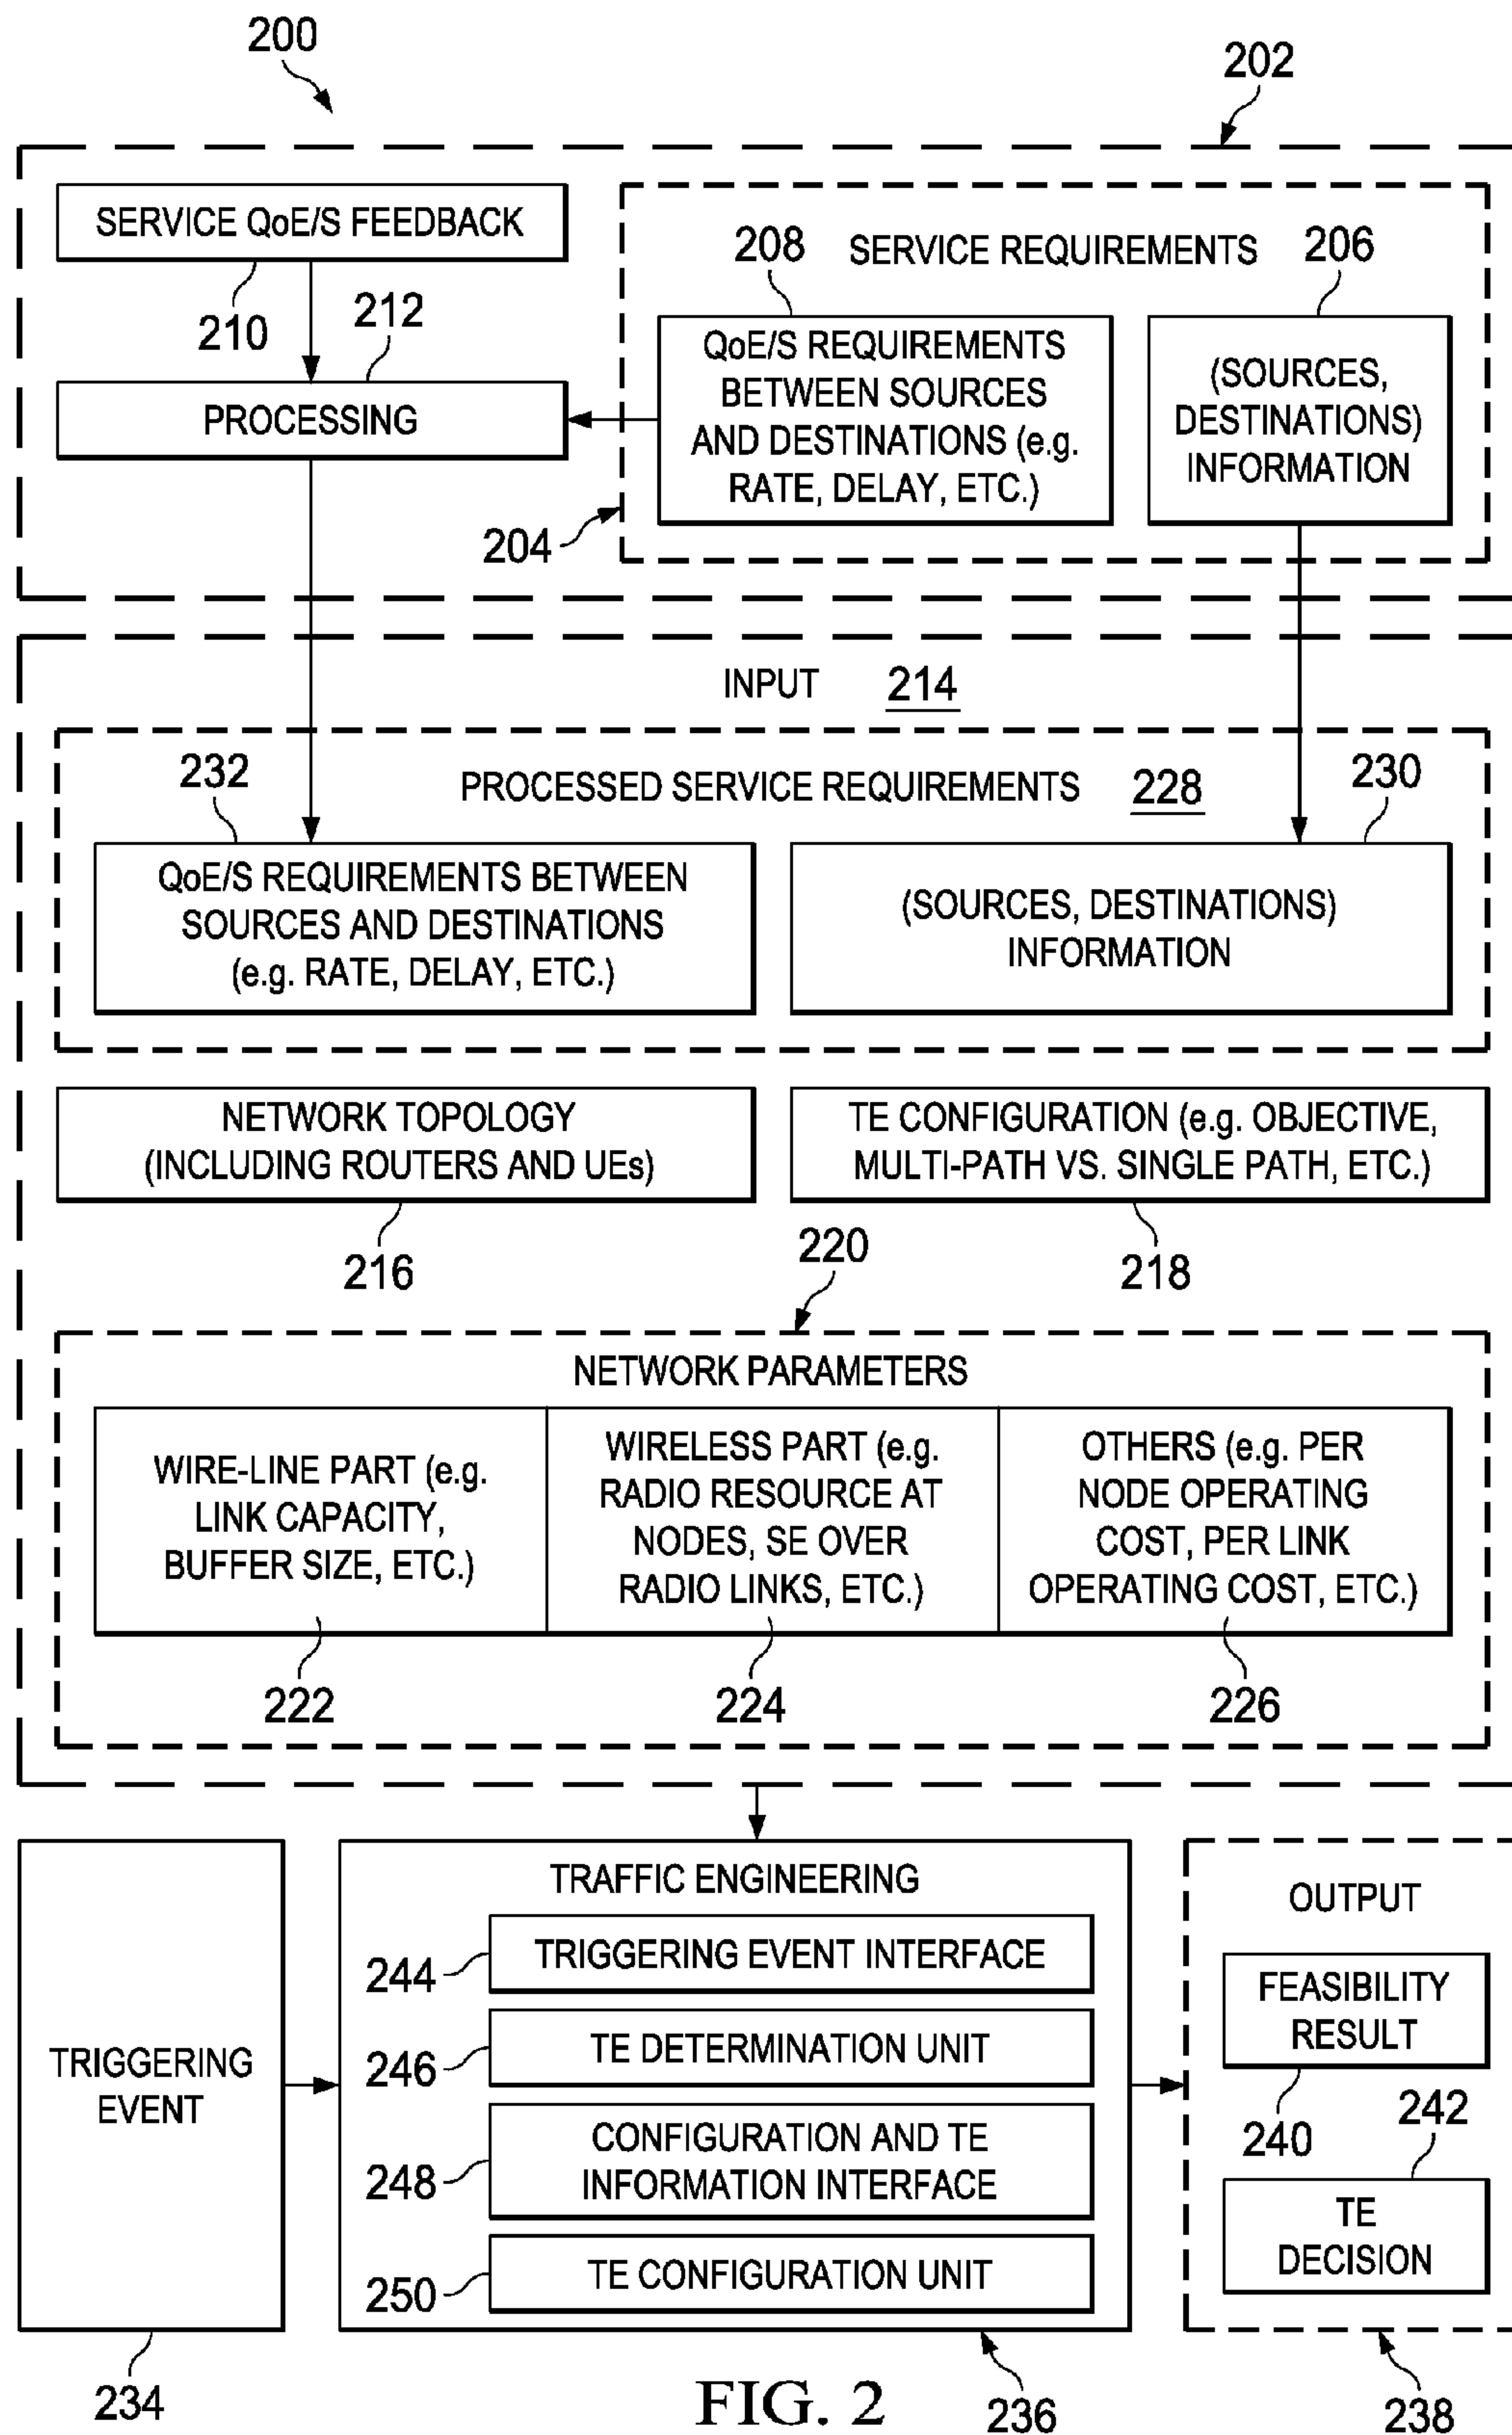 200
202
SERVICE QoE/S FEEDBACK
210
212
PROCESSING
208
SERVICE REQUIREMENTS
206
QoE/S REQUIREMENTS
BETWEEN SOURCES
AND DESTINATIONS (e.g.
RATE, DELAY, ETC.)
(SOURCES,
DESTINATIONS)
INFORMATION
204
INPUT 214
232
PROCESSED SERVICE REQUIREMENTS 228
230
QoE/S REQUIREMENTS BETWEEN
SOURCES AND DESTINATIONS
(e.g. RATE, DELAY, ETC.)
(SOURCES, DESTINATIONS)
INFORMATION
NETWORK TOPOLOGY
(INCLUDING ROUTERS AND UEs)
216
TE CONFIGURATION (e.g. OBJECTIVE,
MULTI-PATH VS. SINGLE PATH, ETC.)
218
220
NETWORK PARAMETERS
WIRE-LINE PART (e.g.
LINK CAPACITY,
BUFFER SIZE, ETC.)
WIRELESS PART (e.g.
RADIO RESOURCE AT
NODES, SE OVER
RADIO LINKS, ETC.)
OTHERS (e.g. PER
NODE OPERATING
COST, PER LINK
OPERATING COST, ETC.)
222
224
226
TRIGGERING
EVENT
234
TRAFFIC ENGINEERING
244
TRIGGERING EVENT INTERFACE
246
TE DETERMINATION UNIT
248
CONFIGURATION AND TE
INFORMATION INTERFACE
250
TE CONFIGURATION UNIT
236
OUTPUT
FEASIBILITY
RESULT
240
242
TE
DECISION
238
FIG. 2